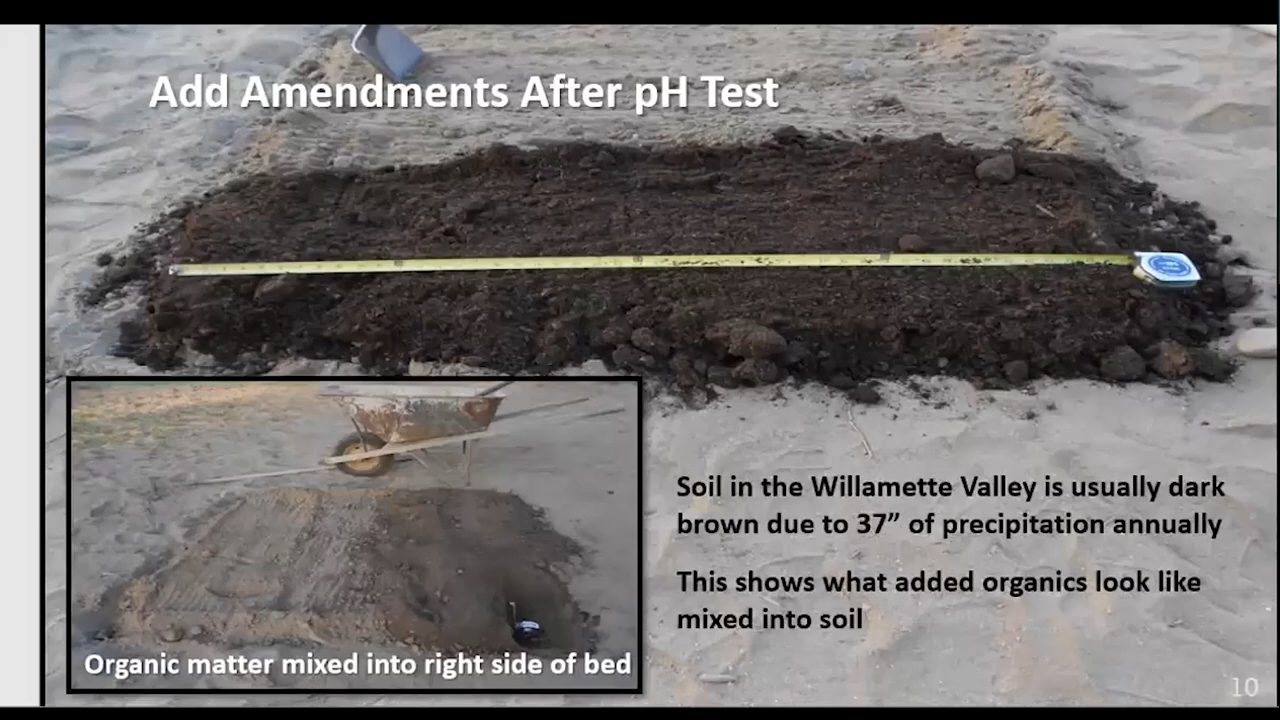 Add Amendments After pH Test
Soil in the Willamette Valley is usually dark
brown due to 37” of precipitation annually
This shows what added organics look like
mixed into soil
Organic matter mixed into right side of bed
10